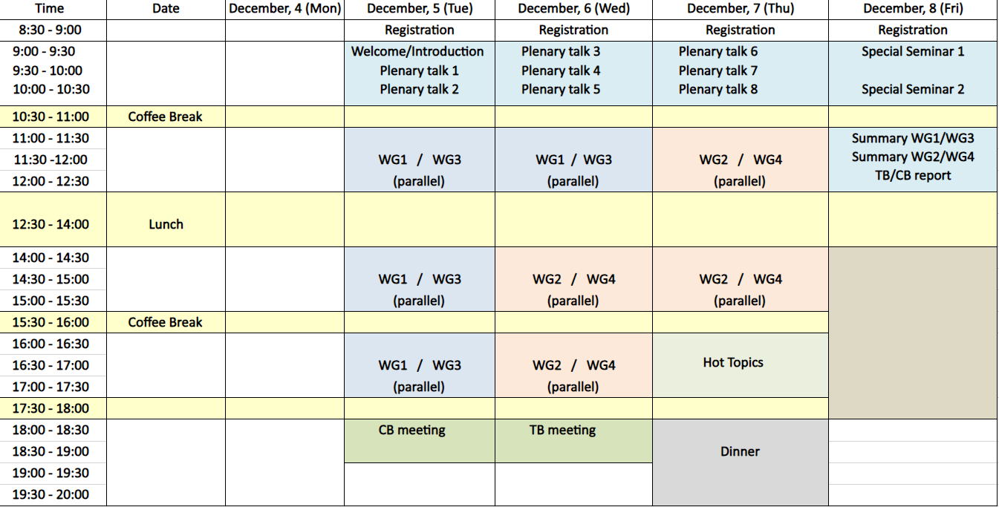 Time Date December, 4 (Mon) December, 5 (Tue) December, 6 (Wed) December, 7 (Thu) December, 8 (Fri)
8:30 - 9:00 Registration Registration Registration Registration
9:00 - 9:30 Welcome/Introduction Plenary talk 3 Plenary talk 6 Special Seminar 1
9:30 - 10:00 Plenary talk 1 Plenary talk 4 Plenary talk 7
10:00 - 10:30 Plenary talk 2 Plenary talk 5 Plenary talk 8 Special Seminar 2
10:30 - 11:00 Coffee Break
11:00 - 11:30 Summary WG1/WG3
11:30 -12:00 WG1 / WG3 WG1 / WG3 WG2 / WG4 Summary WG2/WG4
12:00 - 12:30 (parallel) (parallel) (parallel) TB/CB report
12:30 - 14:00 Lunch
14:00 - 14:30
14:30 - 15:00 WG1 / WG3 WG2 / WG4 WG2 / WG4
15:00 - 15:30 (parallel) (parallel) (parallel)
15:30 - 16:00 Coffee Break
16:00 - 16:30
16:30 - 17:00 WG1 / WG3 WG2 / WG4 Hot Topics
17:00 - 17:30 (parallel) (parallel)
17:30 - 18:00
18:00 - 18:30 CB meeting TB meeting
18:30 - 19:00 Dinner
19:00 - 19:30
19:30 - 20:00